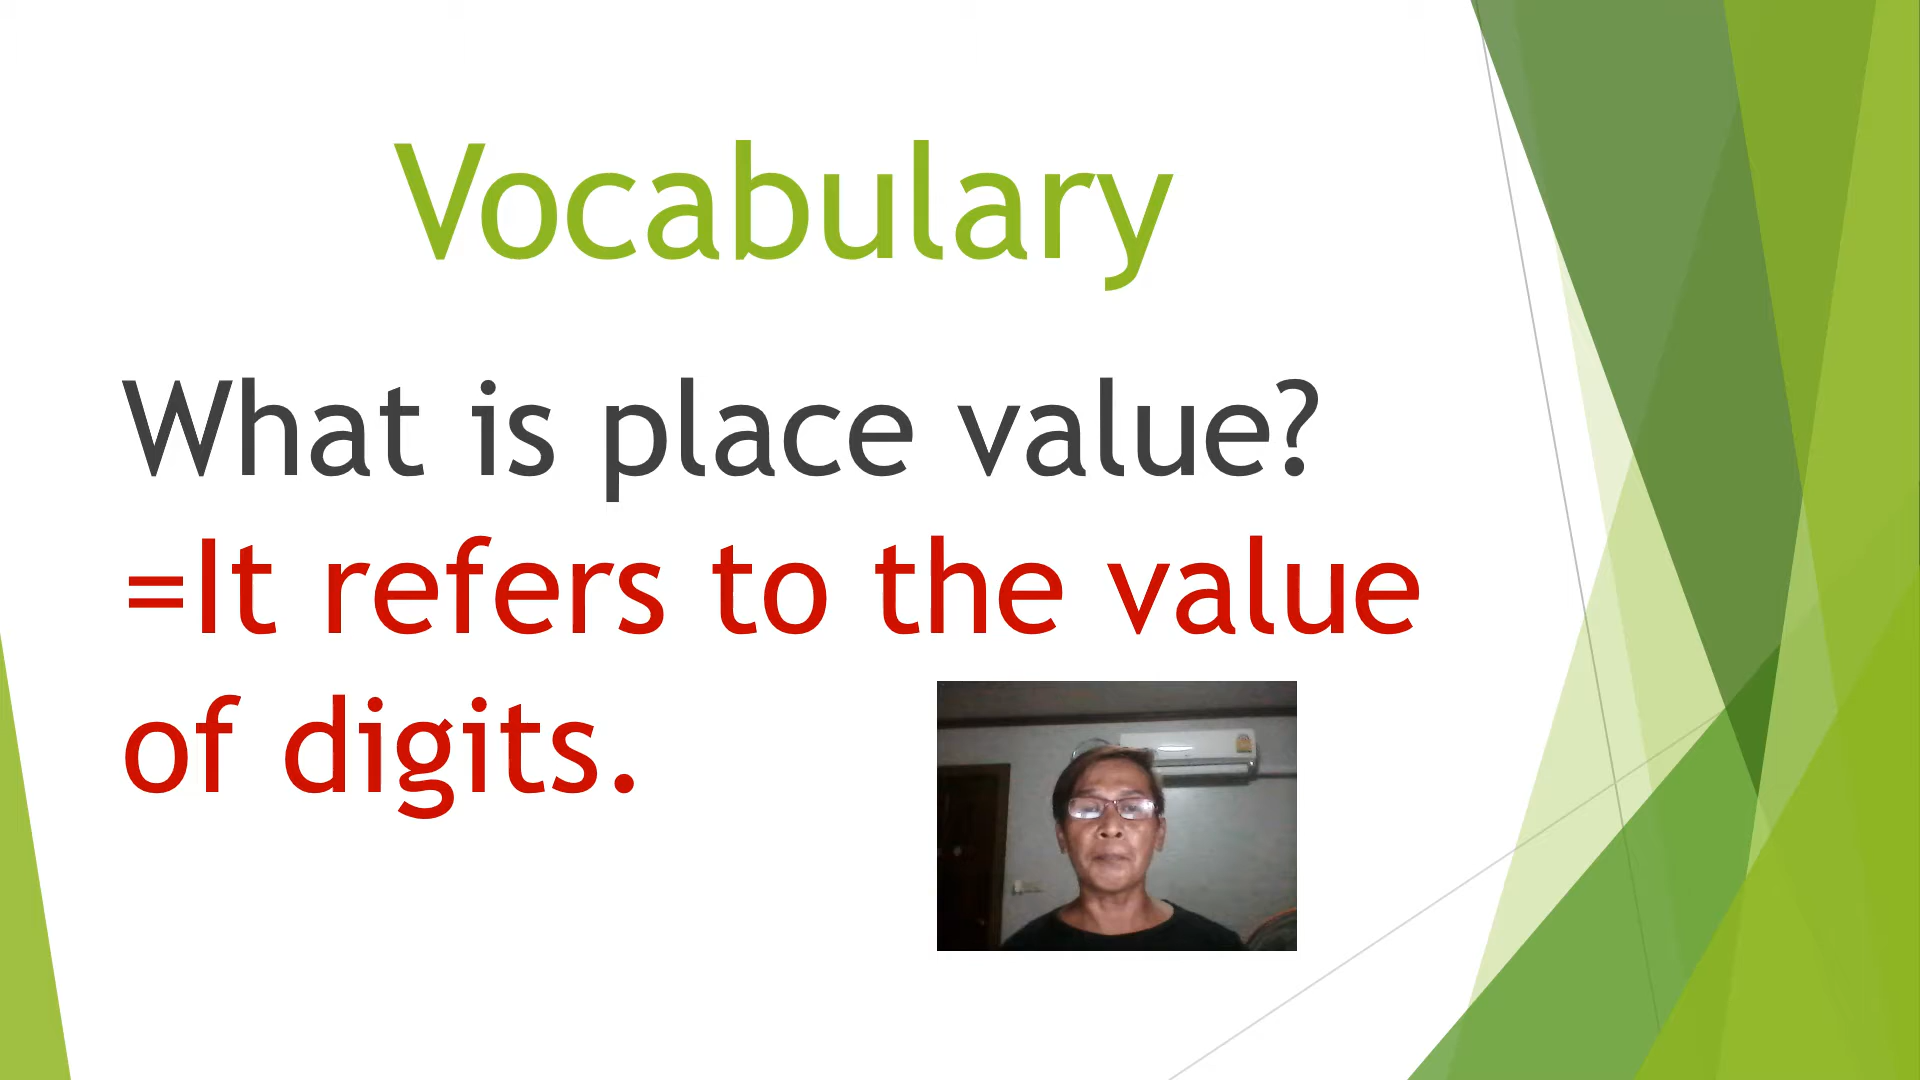 Vocabulary
What is place value?
=It refers to the value
of digits.